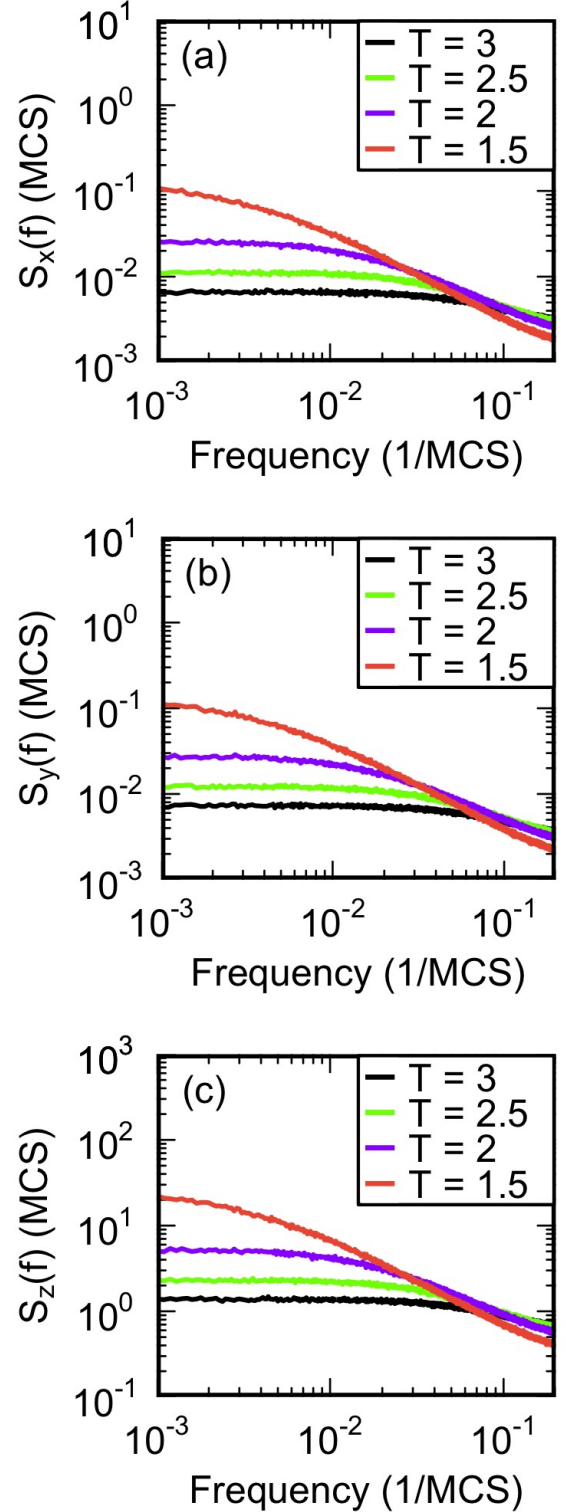 10^1
(a)
T = 3
T = 2.5
T = 2
T = 1.5
10^0
10^-1
10^-2
10^-3
S_x(f) (MCS)
10^-3 10^-2 10^-1
Frequency (1/MCS)
10^1
(b)
T = 3
T = 2.5
T = 2
T = 1.5
10^0
10^-1
10^-2
10^-3
S_y(f) (MCS)
10^-3 10^-2 10^-1
Frequency (1/MCS)
10^3
(c)
T = 3
T = 2.5
T = 2
T = 1.5
10^2
10^1
10^0
10^-1
S_z(f) (MCS)
10^-3 10^-2 10^-1
Frequency (1/MCS)